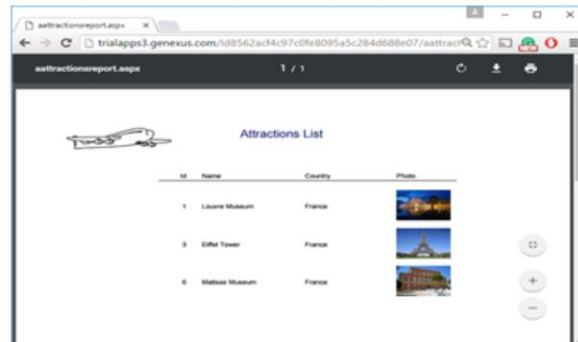 aattractionsreport.aspx
trialapps3.genexus.com/Id8562acf4c97c0fe8095a5c284d688e07/aattract
aattractionsreport.aspx 1 / 1
Attractions List
Id Name Country Photo
1 Louvre Museum France
3 Eiffel Tower France
6 Matisse Museum France